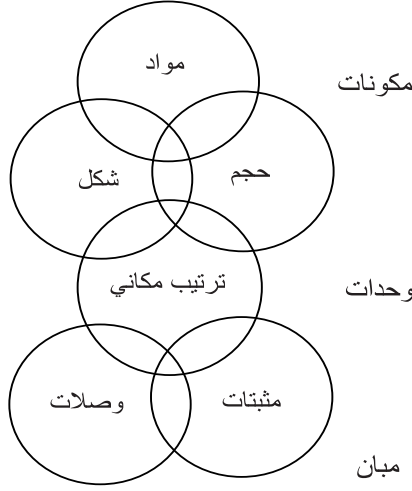 مواد
مكونات
حجم
شكل
ترتيب مكاني
وحدات
مثبتات
وصلات
مبان